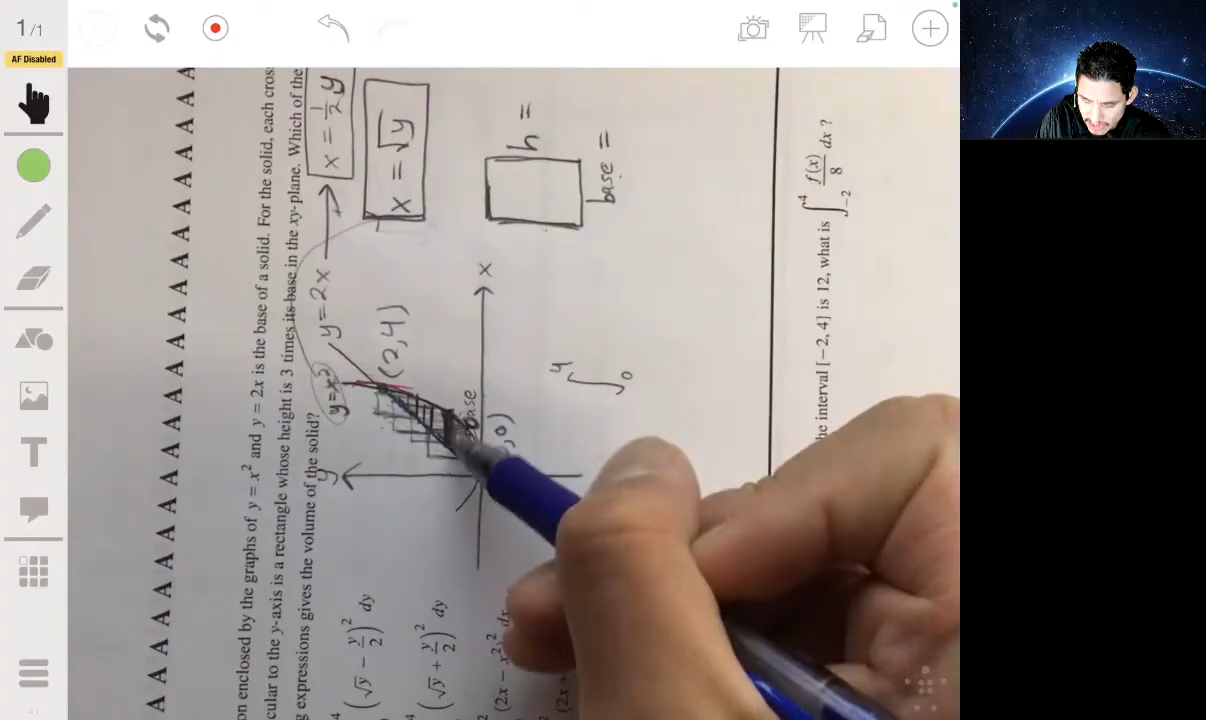 1/1
AF Disabled
T
A A A A A A A A A A A A A A A
on enclosed by the graphs of y = x² and y = 2x is the base of a solid. For the solid, each cros
cular to the y-axis is a rectangle whose height is 3 times its base in the xy-plane. Which of the
g expressions gives the volume of the solid?
(√y − y/2)² dy
(√y + y/2)² dy
(2x − x²)²
(2x
y
y=x²
y=2x
x = 1/2 y
x = √y
(2,4)
base
x
,0)
h =
base =
∫₀⁴
he interval [−2, 4] is 12, what is ∫₋₂⁴ f(x)/8 dx ?